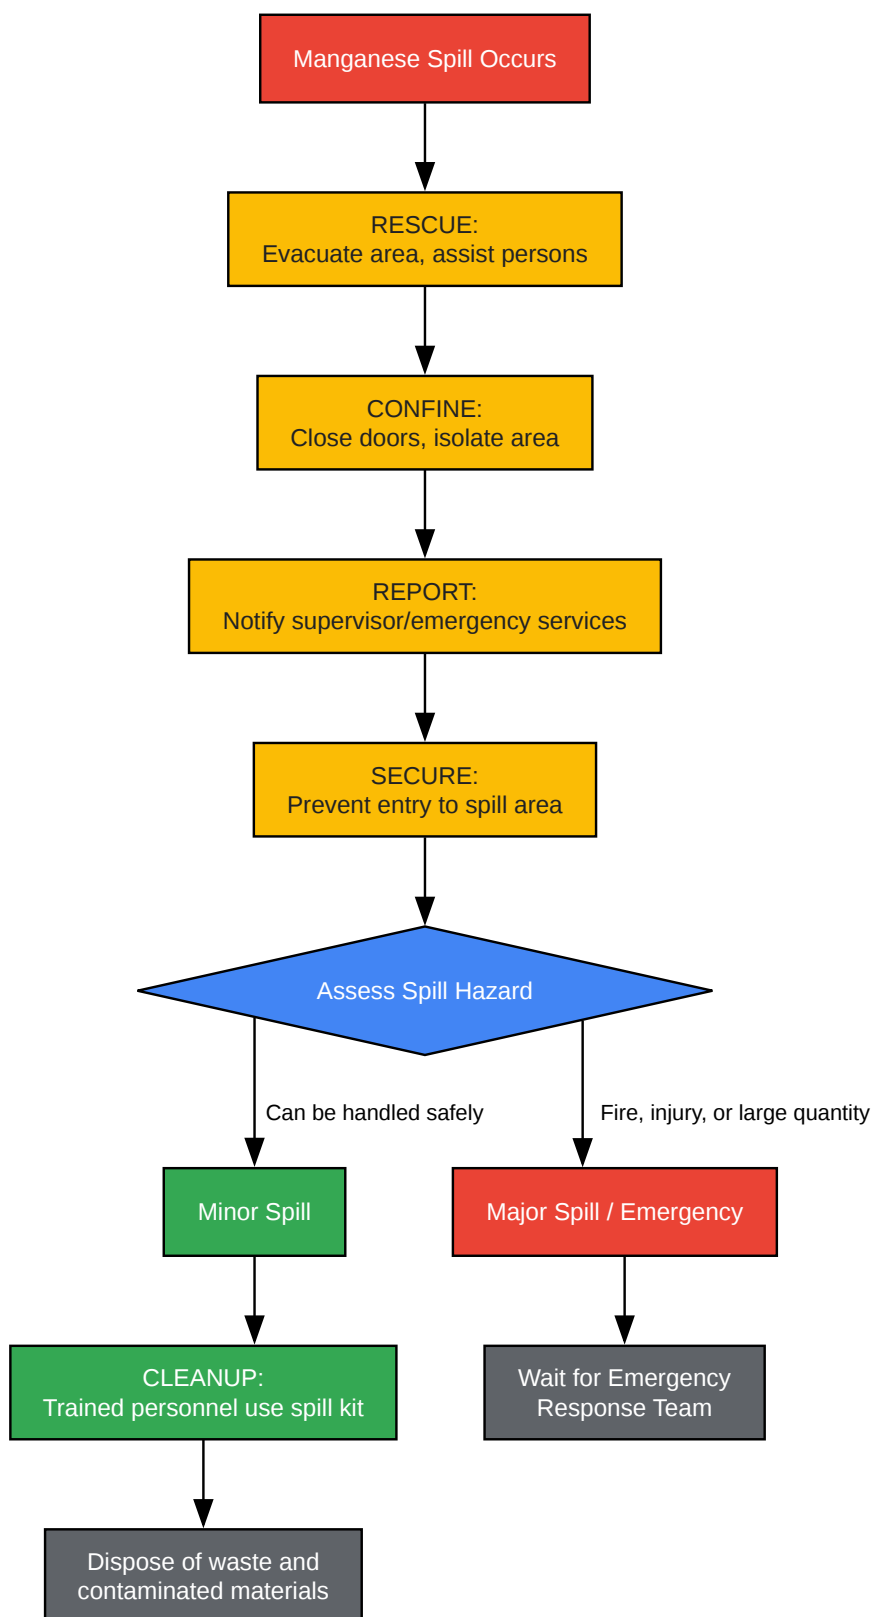 Manganese Spill Occurs
RESCUE:
Evacuate area, assist persons
CONFINE:
Close doors, isolate area
REPORT:
Notify supervisor/emergency services
SECURE:
Prevent entry to spill area
Assess Spill Hazard
Can be handled safely
Fire, injury, or large quantity
Minor Spill
Major Spill / Emergency
CLEANUP:
Trained personnel use spill kit
Wait for Emergency
Response Team
Dispose of waste and
contaminated materials